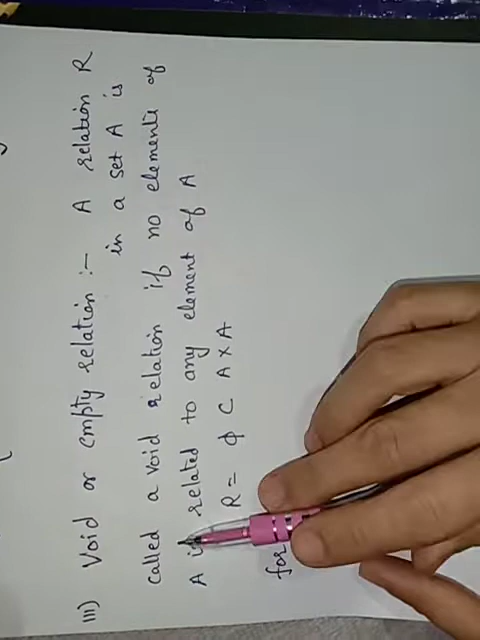 III) Void or empty relation :- A relation R
in a set A is
called a void relation if no elements of
A is related to any element of A
R = ϕ ⊂ A × A
for